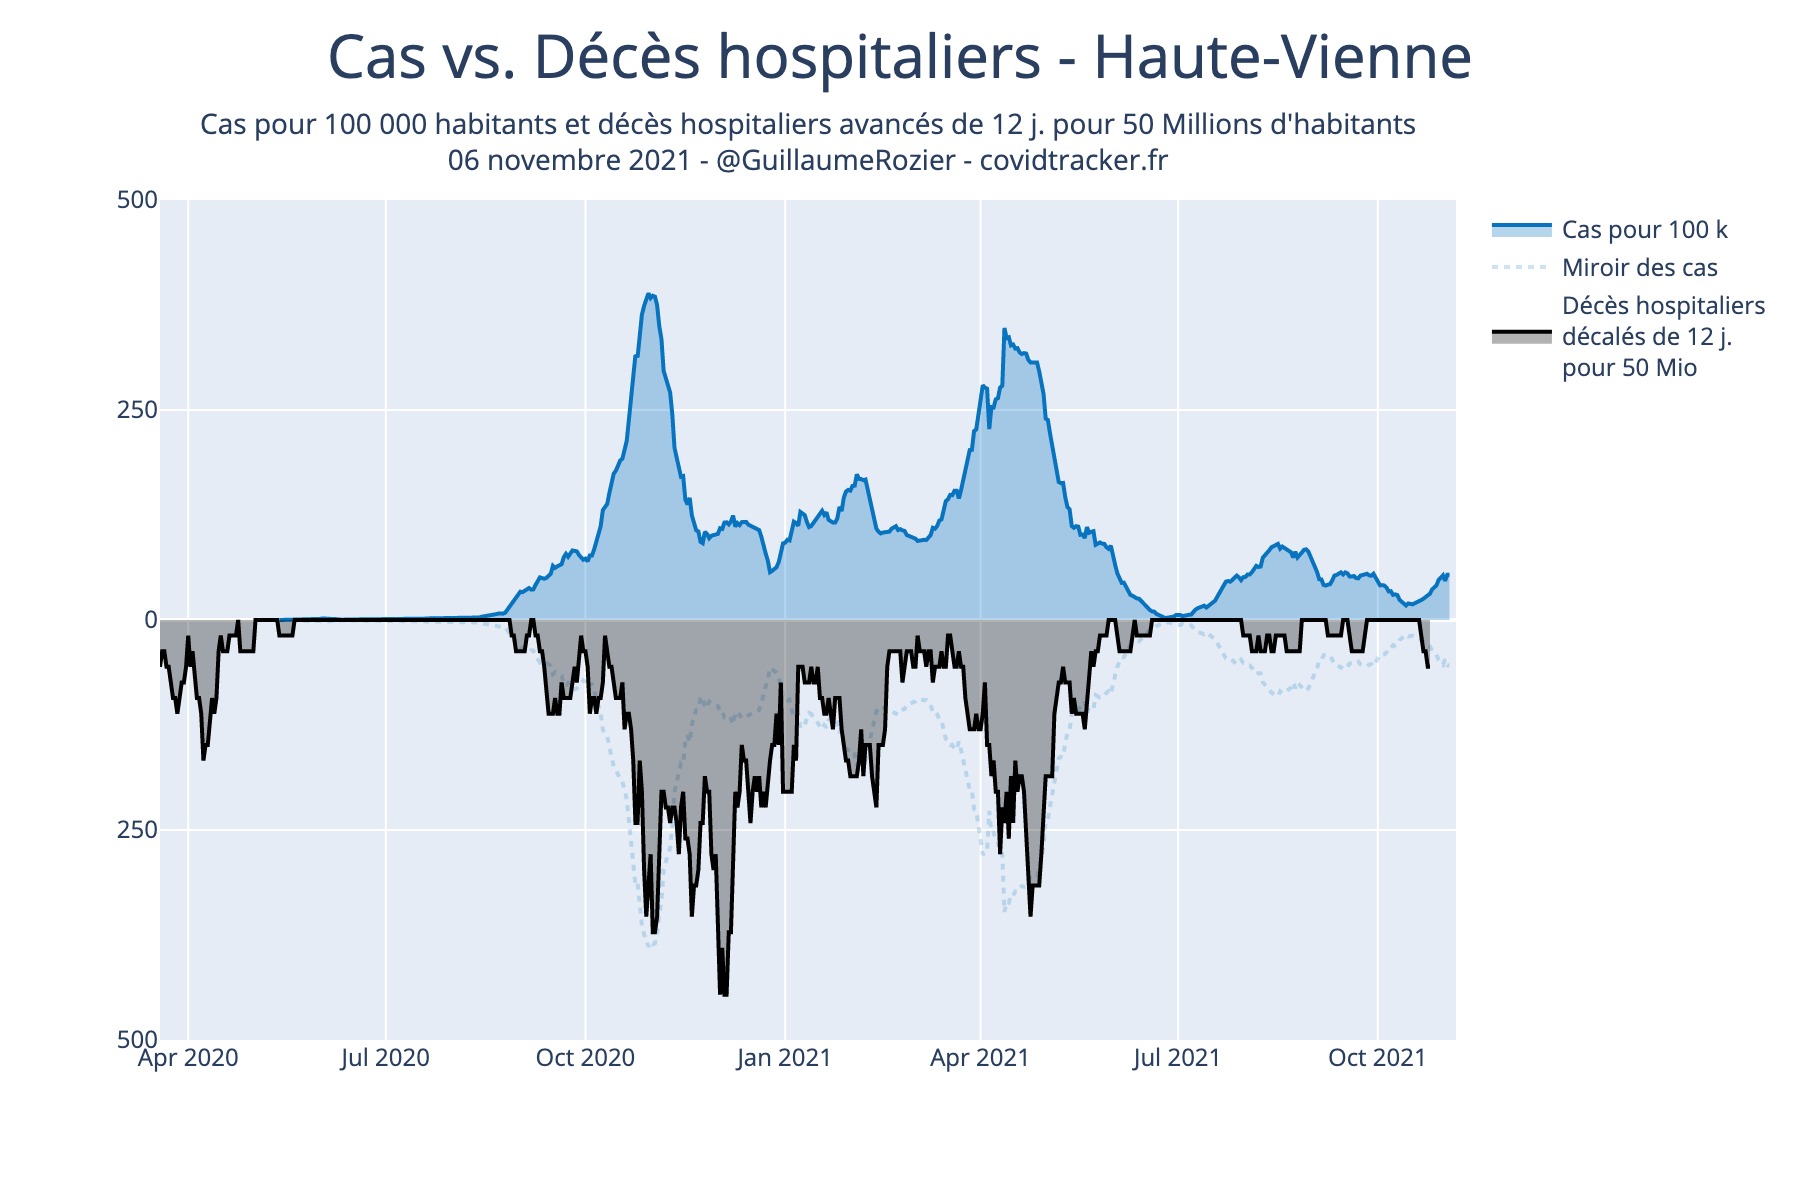 Cas vs. Décès hospitaliers - Haute-Vienne
Cas pour 100 000 habitants et décès hospitaliers avancés de 12 j. pour 50 Millions d'habitants
06 novembre 2021 - @GuillaumeRozier - covidtracker.fr
500
250
0
250
500
Apr 2020
Jul 2020
Oct 2020
Jan 2021
Apr 2021
Jul 2021
Oct 2021
Cas pour 100 k
Miroir des cas
Décès hospitaliers
décalés de 12 j.
pour 50 Mio